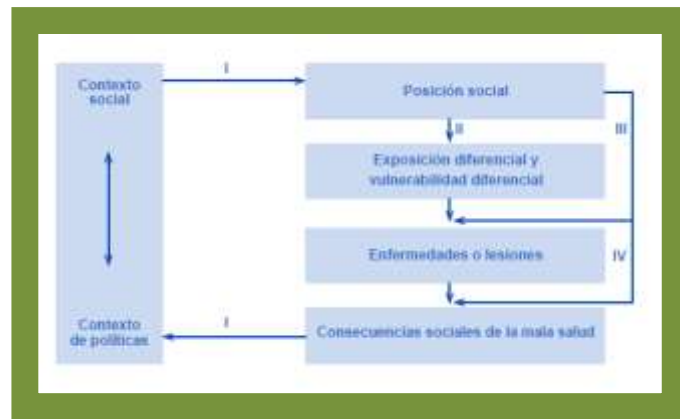 Contexto
social
I
Posición social
II
III
Exposición diferencial y
vulnerabilidad diferencial
Enfermedades o lesiones
IV
Contexto
de políticas
I
Consecuencias sociales de la mala salud